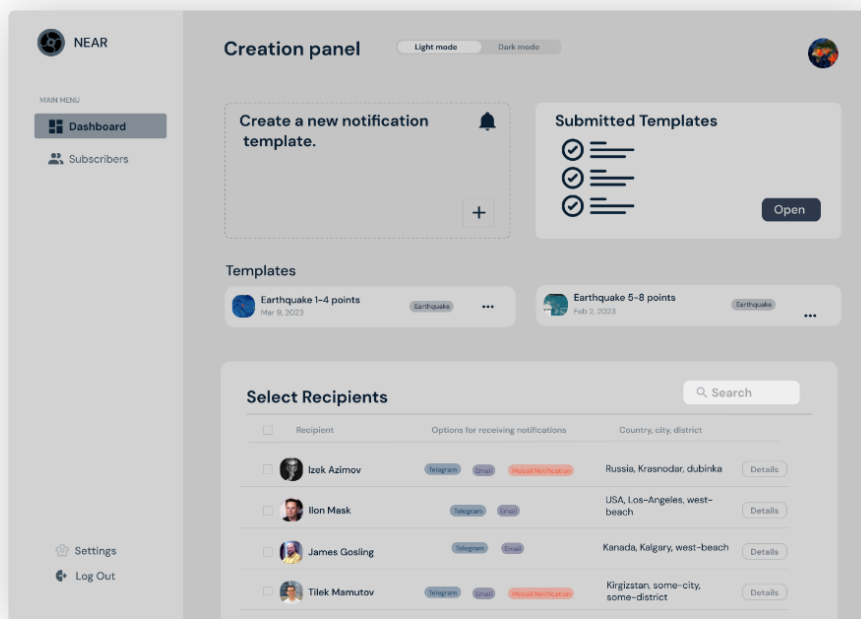 NEAR
Creation panel
Light mode
Dark mode
MAIN MENU
Dashboard
Subscribers
Create a new notification
template.
Submitted Templates
Open
Templates
Earthquake 1-4 points
Mar 9, 2023
Earthquake
Earthquake 5-8 points
Feb 2, 2023
Earthquake
Select Recipients
Search
Recipient
Options for receiving notifications
Country, city, district
Izek Azimov
Telegram
Email
Mutual Notification
Russia, Krasnodar, dubinka
Details
Ilon Mask
Telegram
Email
USA, Los-Angeles, west-
beach
Details
James Gosling
Telegram
Email
Kanada, Kalgary, west-beach
Details
Tilek Mamutov
Telegram
Email
Mutual Notification
Kirgizstan, some-city,
some-district
Details
Settings
Log Out